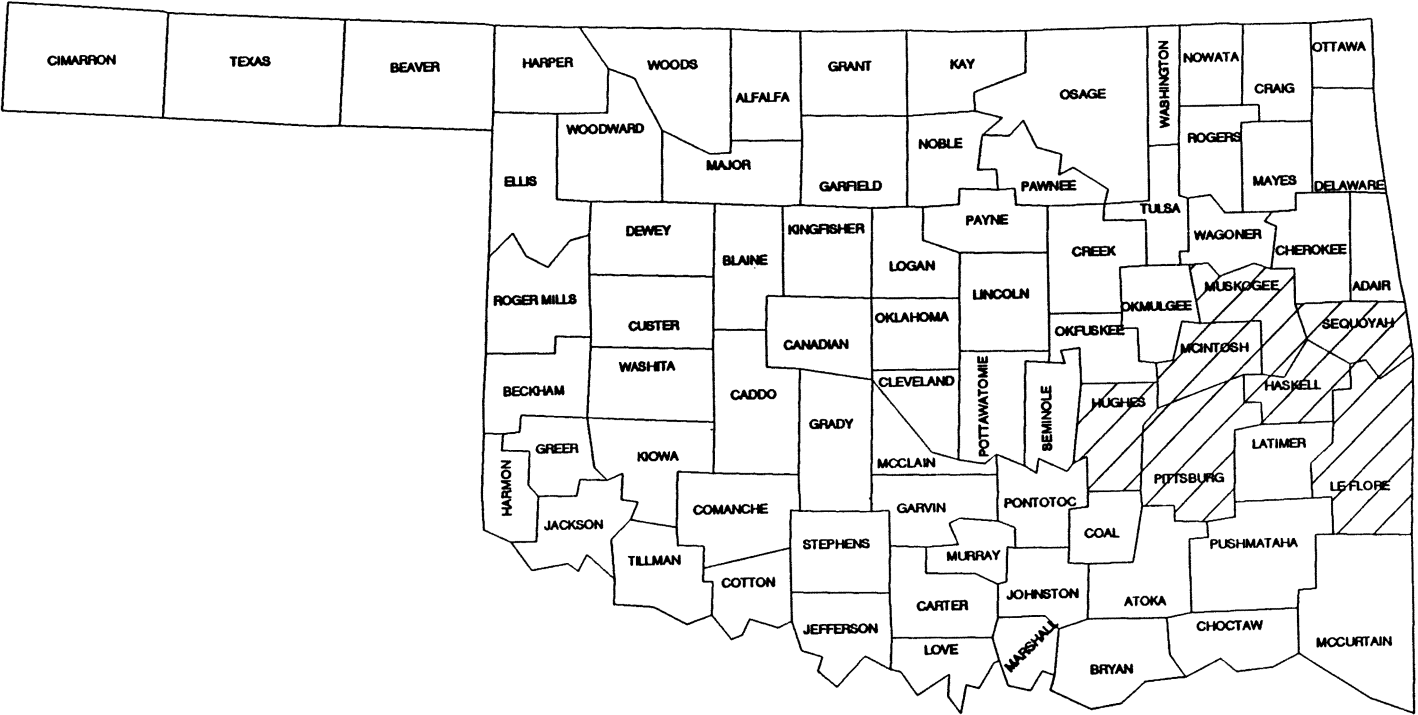 CIMARRON
TEXAS
BEAVER
HARPER
WOODS
ALFALFA
GRANT
KAY
OSAGE
WASHINGTON
NOWATA
CRAIG
OTTAWA
WOODWARD
ELLIS
MAJOR
GARFIELD
NOBLE
PAWNEE
ROGERS
MAYES
DELAWARE
TULSA
DEWEY
BLAINE
KINGFISHER
LOGAN
PAYNE
CREEK
WAGONER
CHEROKEE
ADAIR
ROGER MILLS
CUSTER
CANADIAN
OKLAHOMA
LINCOLN
OKFUSKEE
OKMULGEE
MUSKOGEE
MCINTOSH
SEQUOYAH
BECKHAM
WASHITA
CADDO
GRADY
CLEVELAND
POTTAWATOMIE
SEMINOLE
HUGHES
HASKELL
HARMON
GREER
KIOWA
MCCLAIN
PITTSBURG
LATIMER
LE FLORE
JACKSON
COMANCHE
GARVIN
PONTOTOC
COAL
PUSHMATAHA
TILLMAN
COTTON
STEPHENS
MURRAY
JOHNSTON
ATOKA
CARTER
JEFFERSON
LOVE
MARSHALL
BRYAN
CHOCTAW
MCCURTAIN